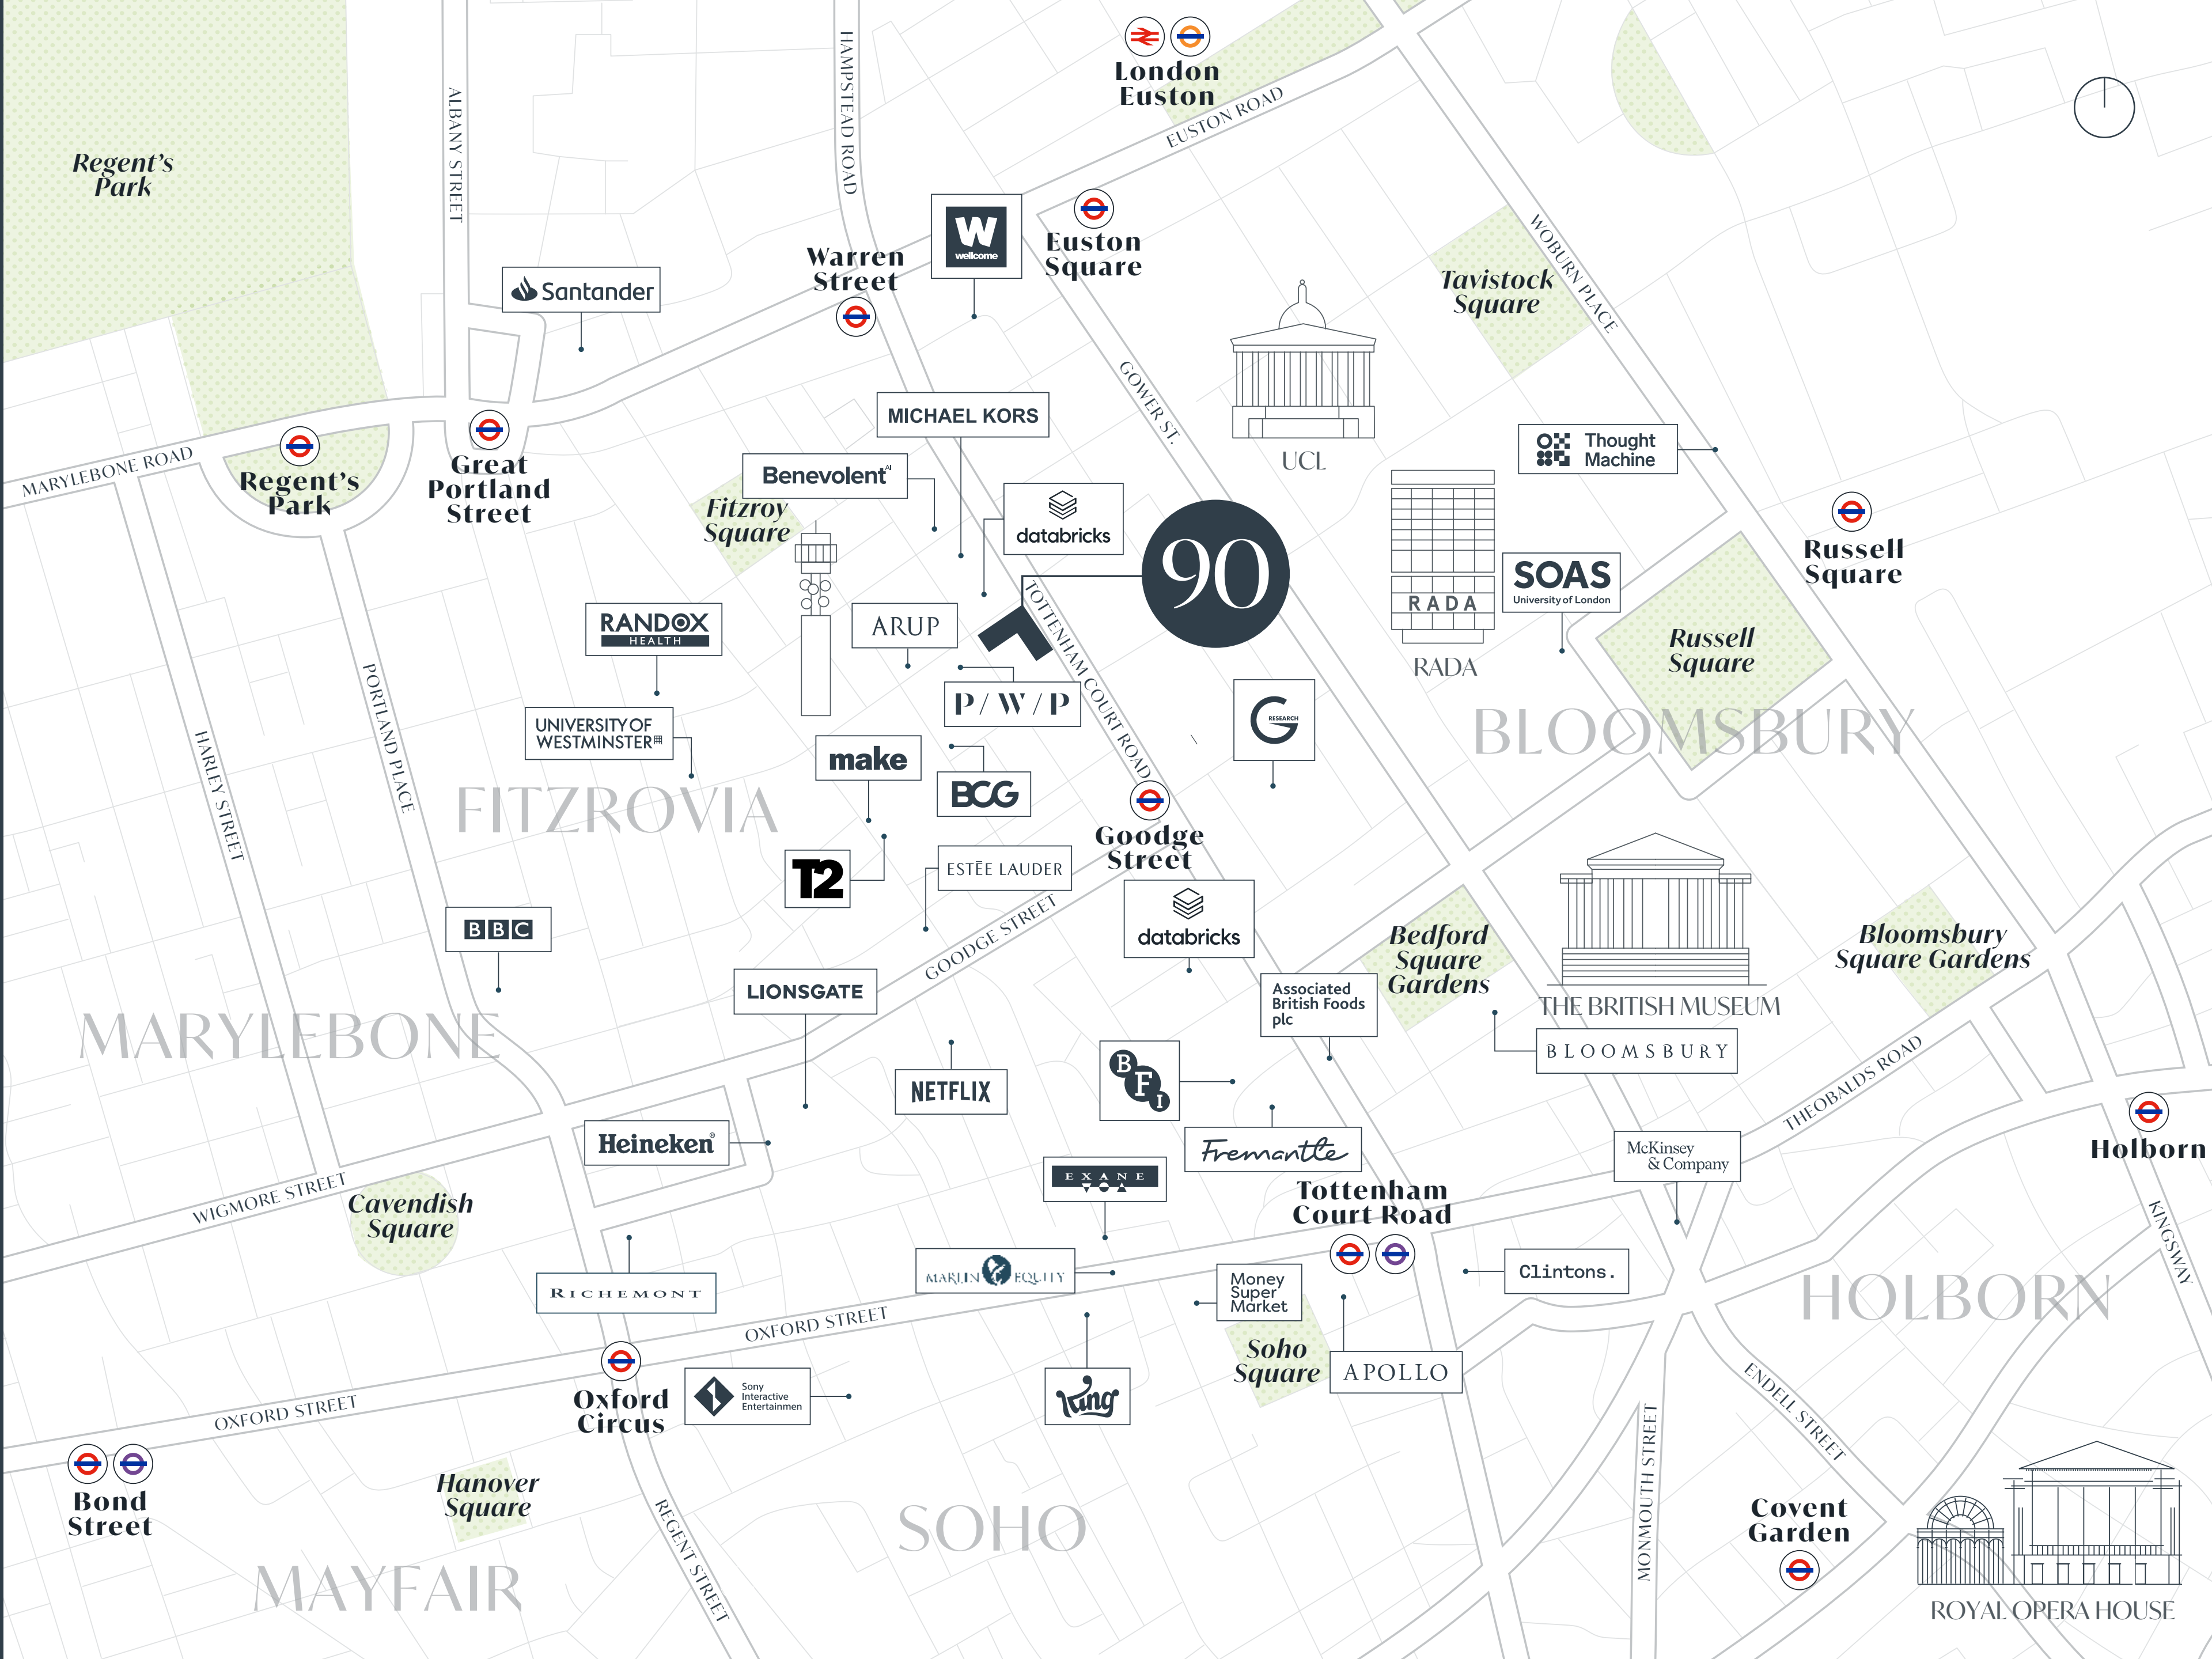 London
Euston
EUSTON ROAD
HAMPSTEAD ROAD
ALBANY STREET
Regent's
Park
W
wellcome
Euston
Square
Warren
Street
Santander
Tavistock
Square
WOBURN PLACE
GOWER ST.
UCL
MICHAEL KORS
Thought
Machine
MARYLEBONE ROAD
Regent's
Park
Great
Portland
Street
Benevolent AI
Fitzroy
Square
databricks
90
RADA
RADA
SOAS
University of London
Russell
Square
Russell
Square
RANDOX
HEALTH
ARUP
TOTTENHAM COURT ROAD
P/W/P
G RESEARCH
BLOOMSBURY
UNIVERSITY OF
WESTMINSTER
PORTLAND PLACE
HARLEY STREET
make
BCG
FITZROVIA
Goodge
Street
T2
ESTĒE LAUDER
GOODGE STREET
databricks
BBC
Bedford
Square
Gardens
Bloomsbury
Square Gardens
THE BRITISH MUSEUM
LIONSGATE
Associated
British Foods
plc
BLOOMSBURY
MARYLEBONE
NETFLIX
BFI
THEOBALDS ROAD
Holborn
Heineken®
Fremantle
McKinsey
& Company
EXANE
WIGMORE STREET
Cavendish
Square
Tottenham
Court Road
KINGSWAY
RICHEMONT
MARLIN EQUITY
Money
Super
Market
Clintons.
HOLBORN
OXFORD STREET
Soho
Square
APOLLO
Oxford
Circus
Sony
Interactive
Entertainmen
King
OXFORD STREET
ENDELL STREET
MONMOUTH STREET
Bond
Street
Hanover
Square
REGENT STREET
SOHO
Covent
Garden
MAYFAIR
ROYAL OPERA HOUSE